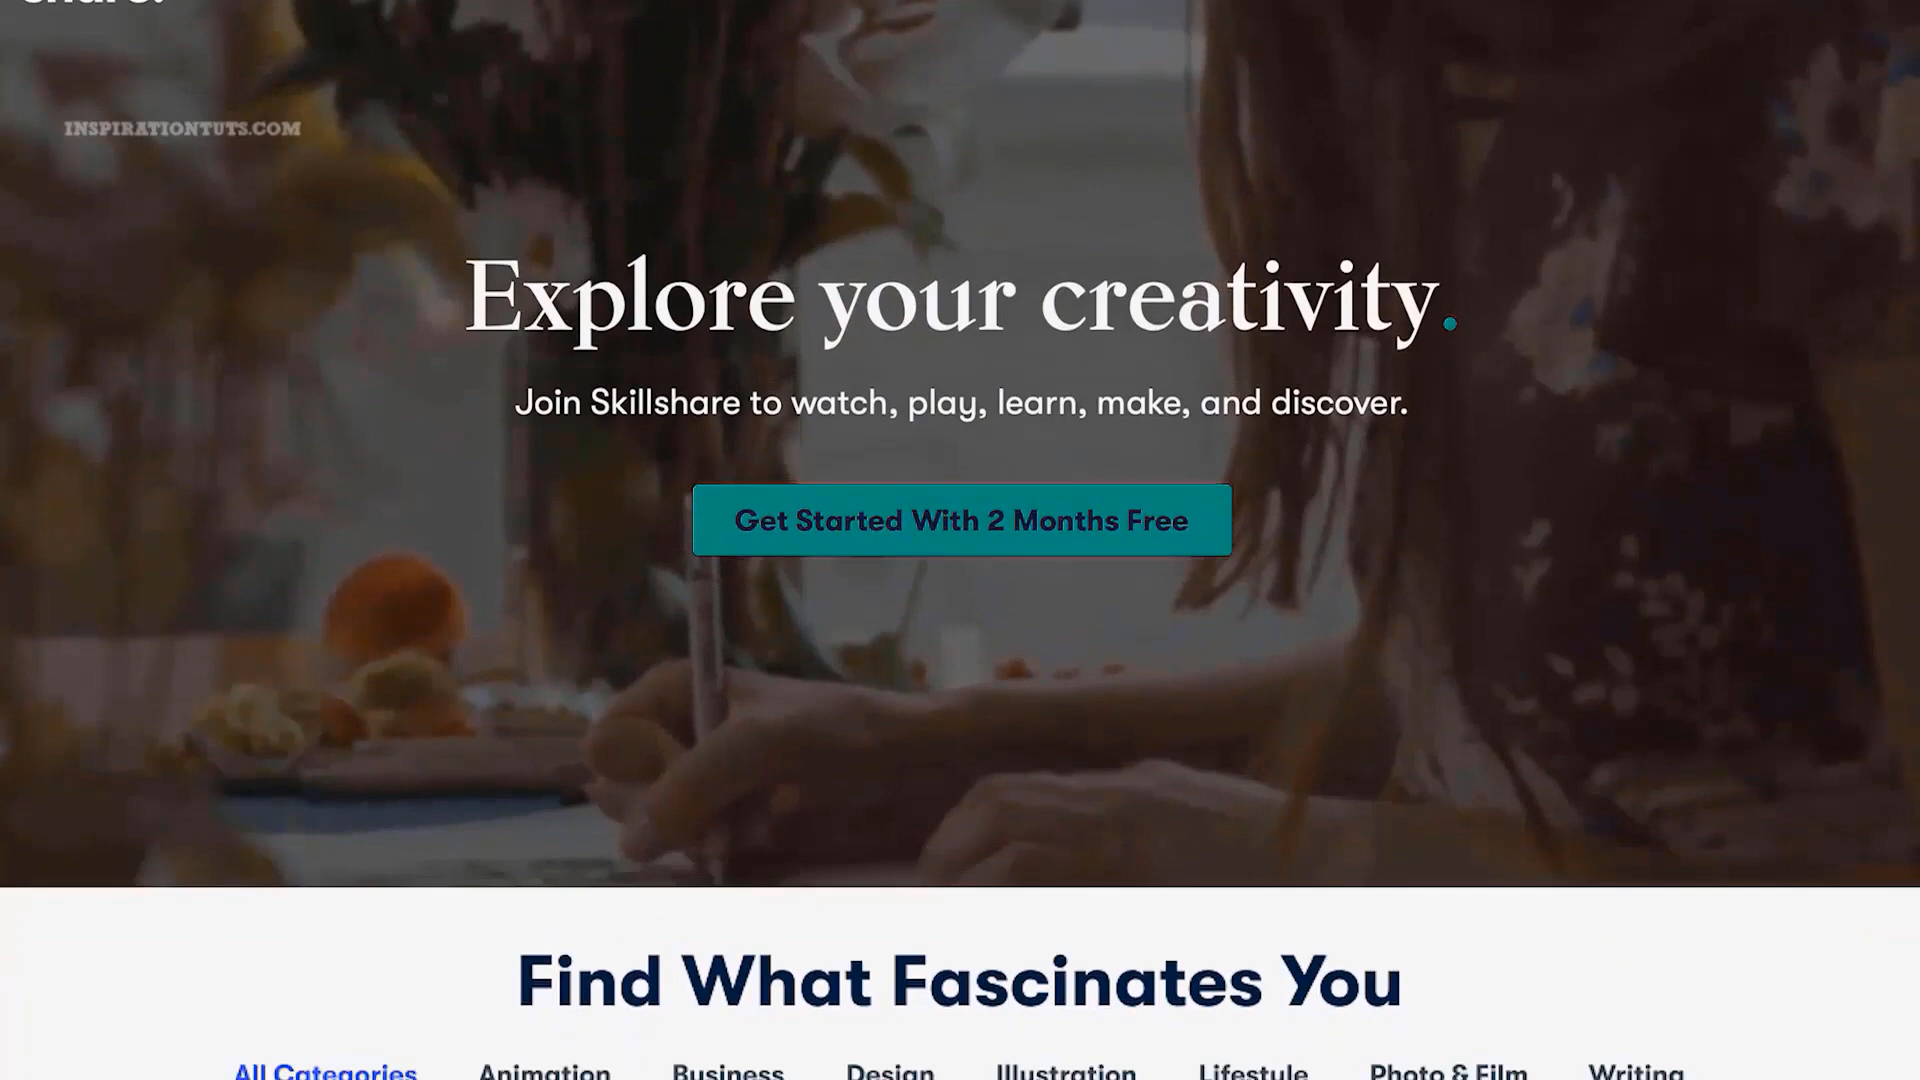 share.
INSPIRATIONTUTS.COM
Explore your creativity.
Join Skillshare to watch, play, learn, make, and discover.
Get Started With 2 Months Free
Find What Fascinates You
All Categories Animation Business Design Illustration Lifestyle Photo & Film Writing